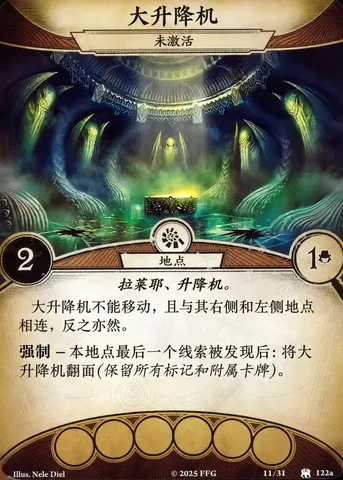 大升降机
未激活
2
地点
1
拉莱耶、升降机。
大升降机不能移动，且与其右侧和左侧地点
相连，反之亦然。
强制 – 本地点最后一个线索被发现后：将大
升降机翻面(保留所有标记和附属卡牌)。
Illus. Nele Diel
© 2025 FFG
11/31
122a